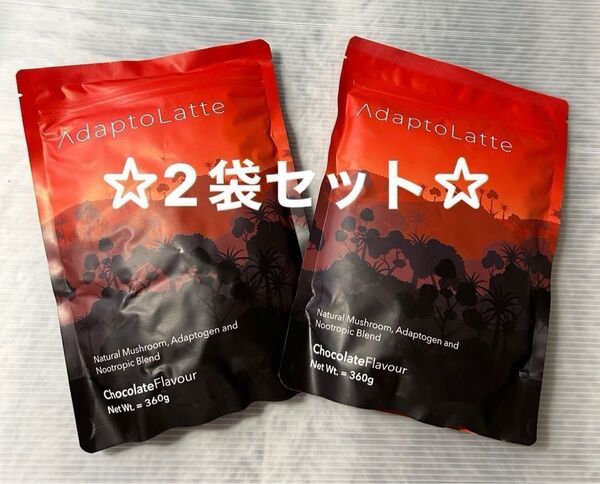 AdaptoLatte
Natural Mushroom, Adaptogen and
Nootropic Blend
ChocolateFlavour
Net Wt. = 360g
AdaptoLatte
Natural Mushroom, Adaptogen and
Nootropic Blend
ChocolateFlavour
Net Wt. = 360g
☆2袋セット☆